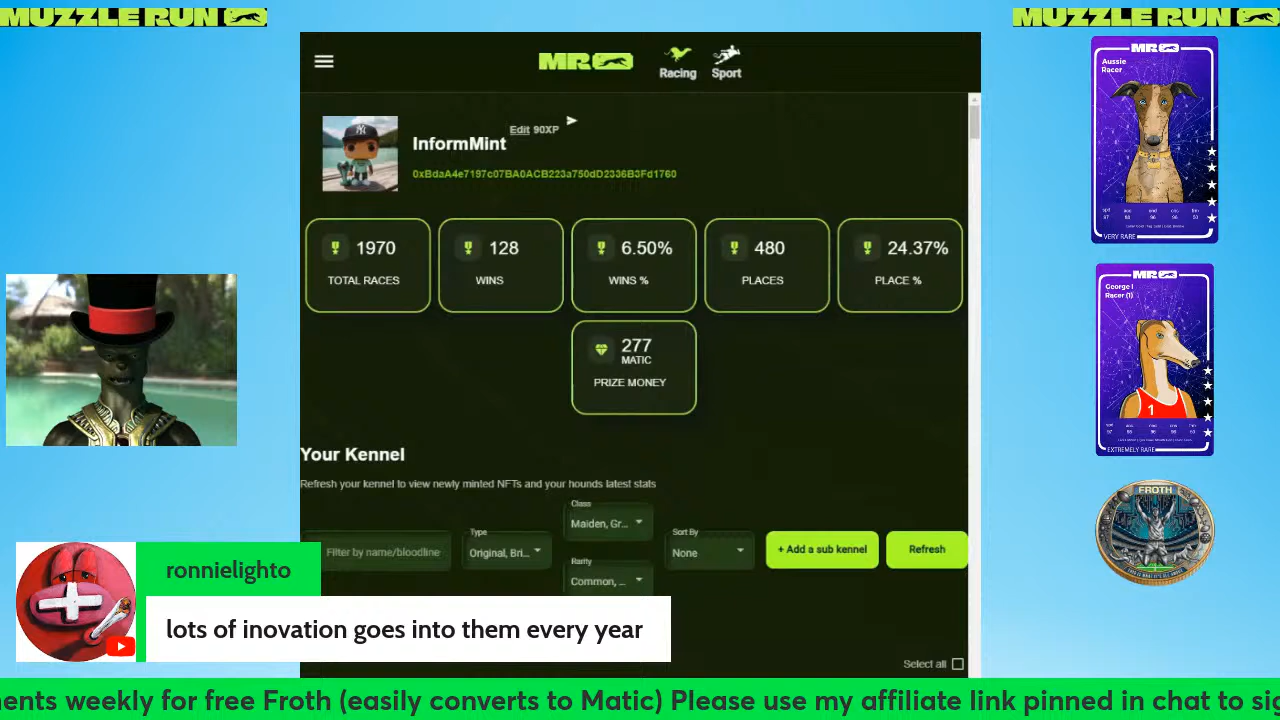 MUZZLE RUN
MUZZLE RUN
MR
Racing
Sport
InformMint
Edit 90XP
0xBdaA4e7197c07BA0ACB223a750dD2336B3Fd1760
1970
TOTAL RACES
128
WINS
6.50%
WINS %
480
PLACES
24.37%
PLACE %
277
MATIC
PRIZE MONEY
Your Kennel
Refresh your kennel to view newly minted NFTs and your hounds latest stats
Filter by name/bloodline
Type
Original, Bri...
Class
Maiden, Gr...
Rarity
Common, ...
Sort By
None
+ Add a sub kennel
Refresh
Select all
MR
Aussie
Racer
VERY RARE
MR
George I
Racer (1)
1
EXTREMELY RARE
FROTH
ronnielighto
lots of inovation goes into them every year
nents weekly for free Froth (easily converts to Matic) Please use my affiliate link pinned in chat to sig